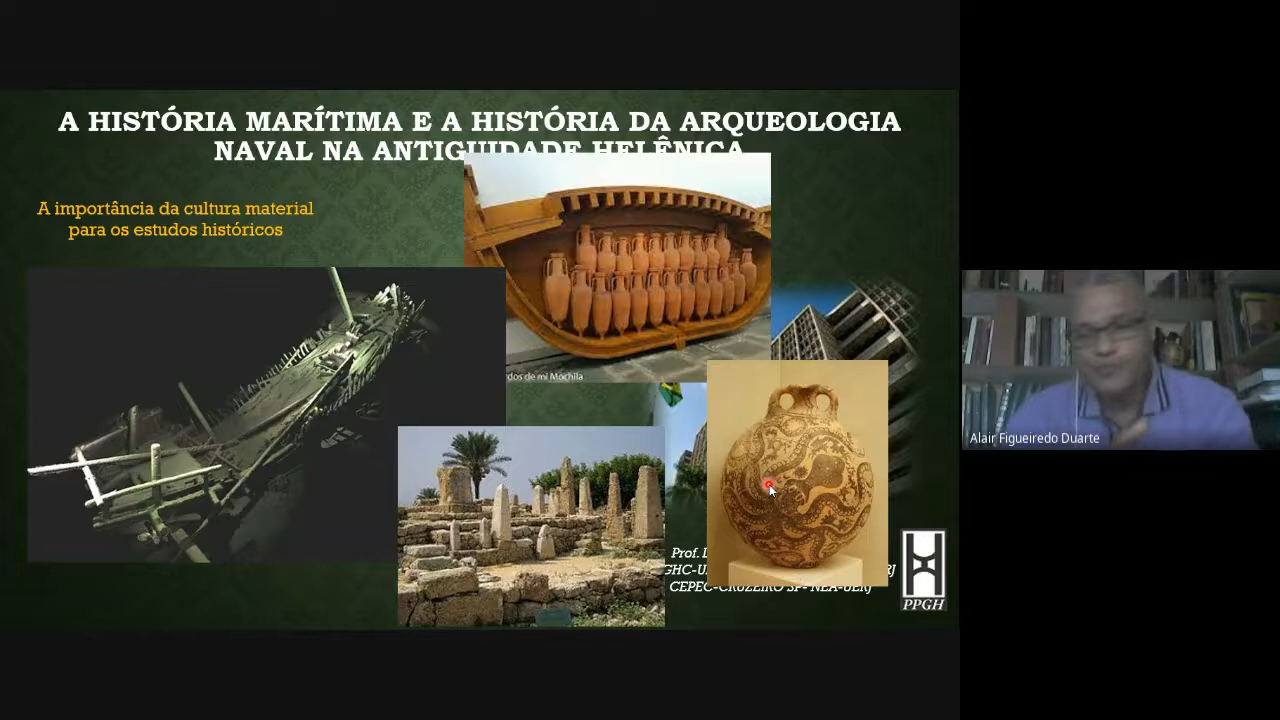 A HISTÓRIA MARÍTIMA E A HISTÓRIA DA ARQUEOLOGIA
NAVAL NA ANTIGUIDADE HELÊNICA
A importância da cultura material
para os estudos históricos
dos de mi Mochila
Alair Figueiredo Duarte
Prof.
CEPEC-CRUZEIRO SP- NEA-UERJ
PPGH